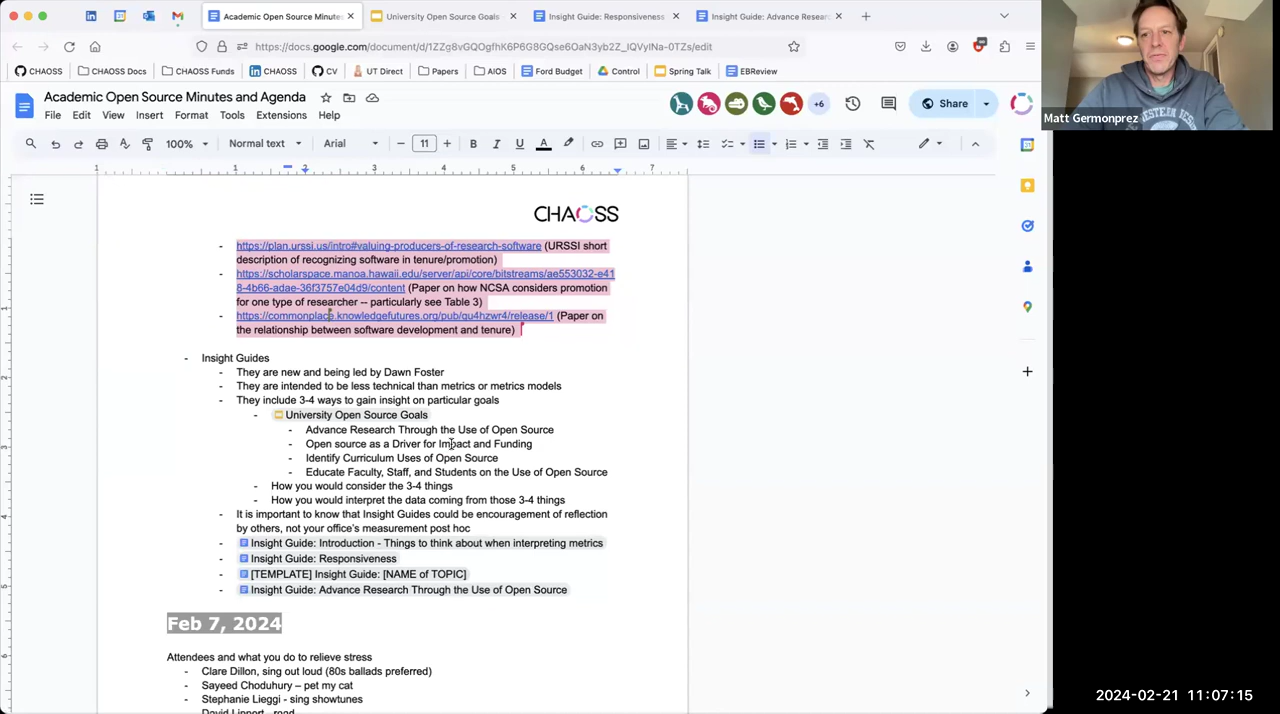 Academic Open Source Minutes
University Open Source Goals
Insight Guide: Responsiveness
Insight Guide: Advance Resear
https://docs.google.com/document/d/1ZZg8vGQOgfhK6P6G8GQse6OaN3yb2Z_IQVyINa-0TZs/edit
CHAOSS
CHAOSS Docs
CHAOSS Funds
CHAOSS
CV
UT Direct
Papers
AIOS
Ford Budget
Control
Spring Talk
EBReview
Matt Germonprez
Academic Open Source Minutes and Agenda
File Edit View Insert Format Tools Extensions Help
+6
Share
100% Normal text Arial 11 B I U A
1 1 2 3 4 5 6 7
CHAOSS
- https://plan.urssi.us/intro#valuing-producers-of-research-software (URSSI short
description of recognizing software in tenure/promotion)
- https://scholarspace.manoa.hawaii.edu/server/api/core/bitstreams/ae553032-e41
8-4b66-adae-36f3757e04d9/content (Paper on how NCSA considers promotion
for one type of researcher -- particularly see Table 3)
- https://commonplace.knowledgefutures.org/pub/gu4hzwr4/release/1 (Paper on
the relationship between software development and tenure)
- Insight Guides
- They are new and being led by Dawn Foster
- They are intended to be less technical than metrics or metrics models
- They include 3-4 ways to gain insight on particular goals
- University Open Source Goals
- Advance Research Through the Use of Open Source
- Open source as a Driver for Impact and Funding
- Identify Curriculum Uses of Open Source
- Educate Faculty, Staff, and Students on the Use of Open Source
- How you would consider the 3-4 things
- How you would interpret the data coming from those 3-4 things
- It is important to know that Insight Guides could be encouragement of reflection
by others, not your office's measurement post hoc
- Insight Guide: Introduction - Things to think about when interpreting metrics
- Insight Guide: Responsiveness
- [TEMPLATE] Insight Guide: [NAME of TOPIC]
- Insight Guide: Advance Research Through the Use of Open Source
Feb 7, 2024
Attendees and what you do to relieve stress
- Clare Dillon, sing out loud (80s ballads preferred)
- Sayeed Choduhury – pet my cat
- Stephanie Lieggi - sing showtunes
David Lippert - read
2024-02-21 11:07:15